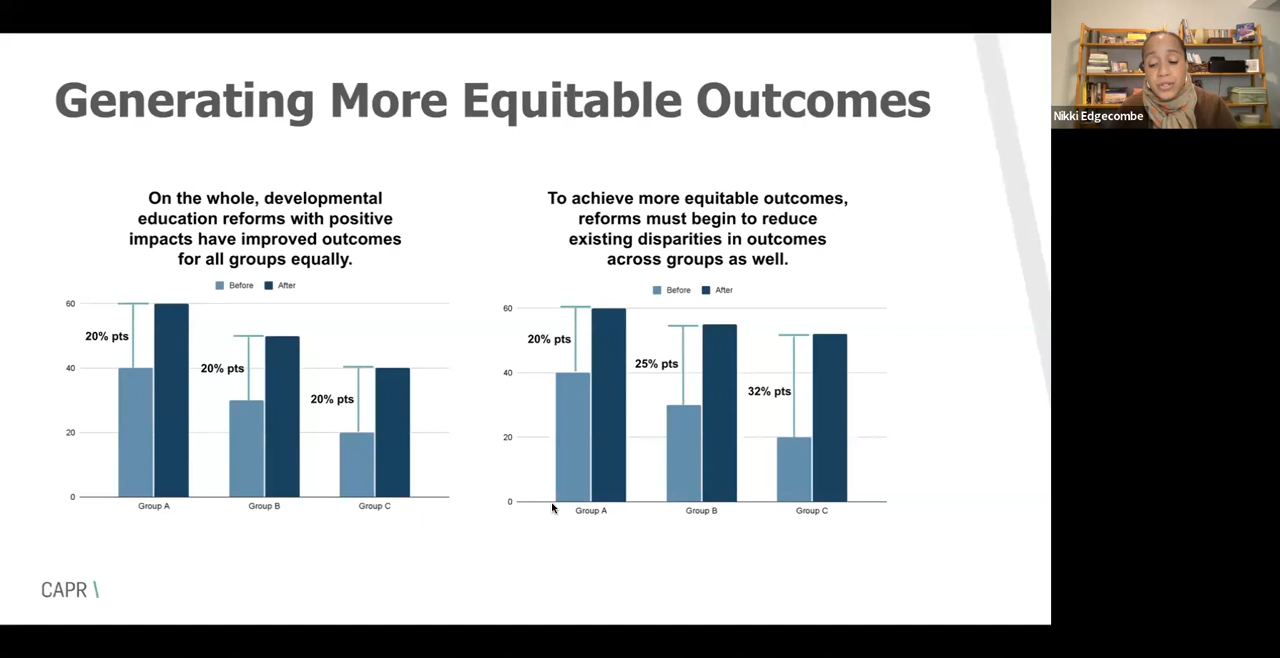 Generating More Equitable Outcomes
Nikki Edgecombe
On the whole, developmental
education reforms with positive
impacts have improved outcomes
for all groups equally.
Before After
60
40
20
0
20% pts
20% pts
20% pts
Group A Group B Group C
To achieve more equitable outcomes,
reforms must begin to reduce
existing disparities in outcomes
across groups as well.
Before After
60
40
20
0
20% pts
25% pts
32% pts
Group A Group B Group C
CAPR \